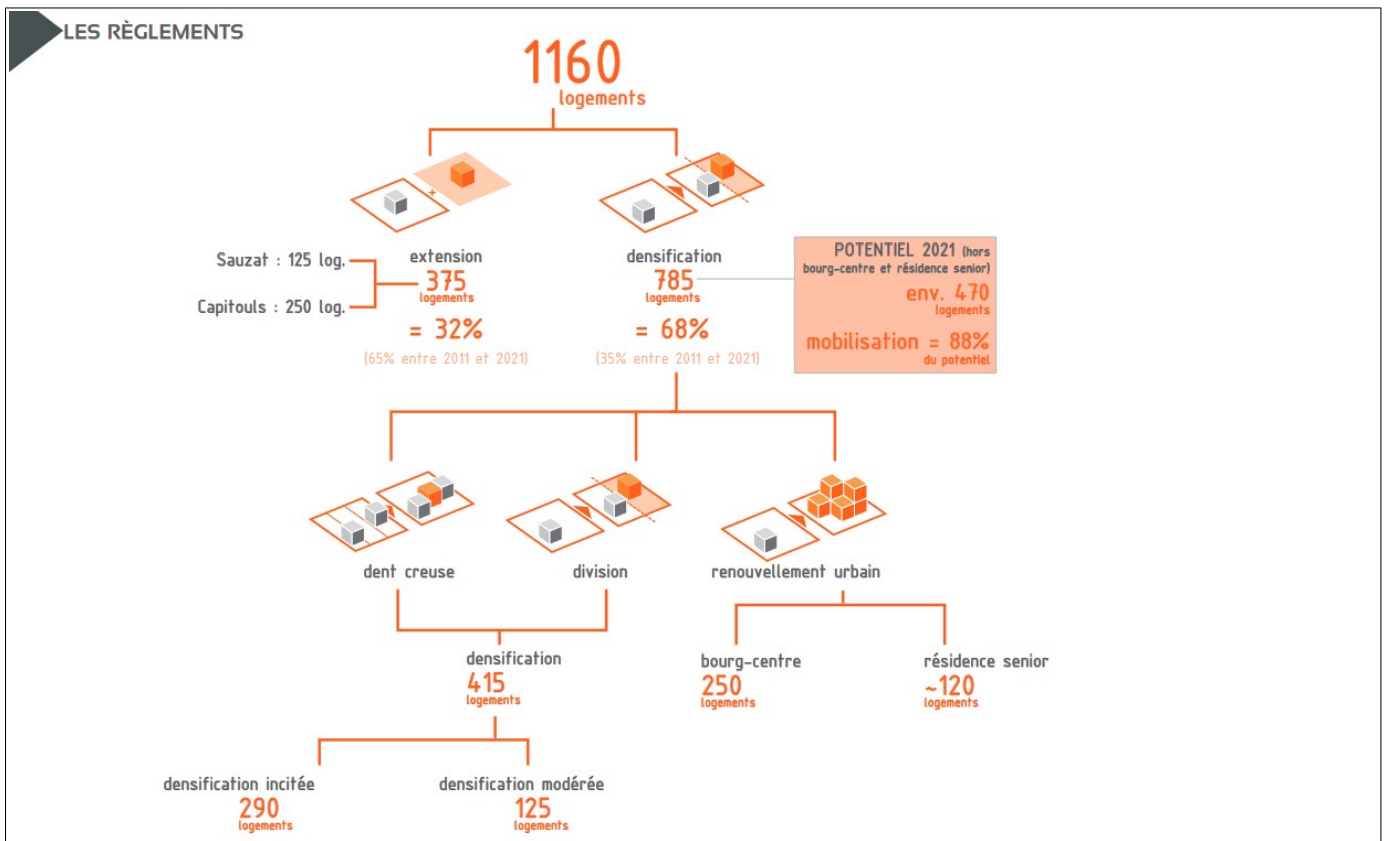 LES RÈGLEMENTS
1160
logements
Sauzat : 125 log.
Capitouls : 250 log.
extension
375
logements
= 32%
(65% entre 2011 et 2021)
densification
785
logements
= 68%
(35% entre 2011 et 2021)
POTENTIEL 2021 (hors
bourg-centre et résidence senior)
env. 470
logements
mobilisation = 88%
du potentiel
dent creuse
division
renouvellement urbain
densification
415
logements
bourg-centre
250
logements
résidence senior
~120
logements
densification incitée
290
logements
densification modérée
125
logements